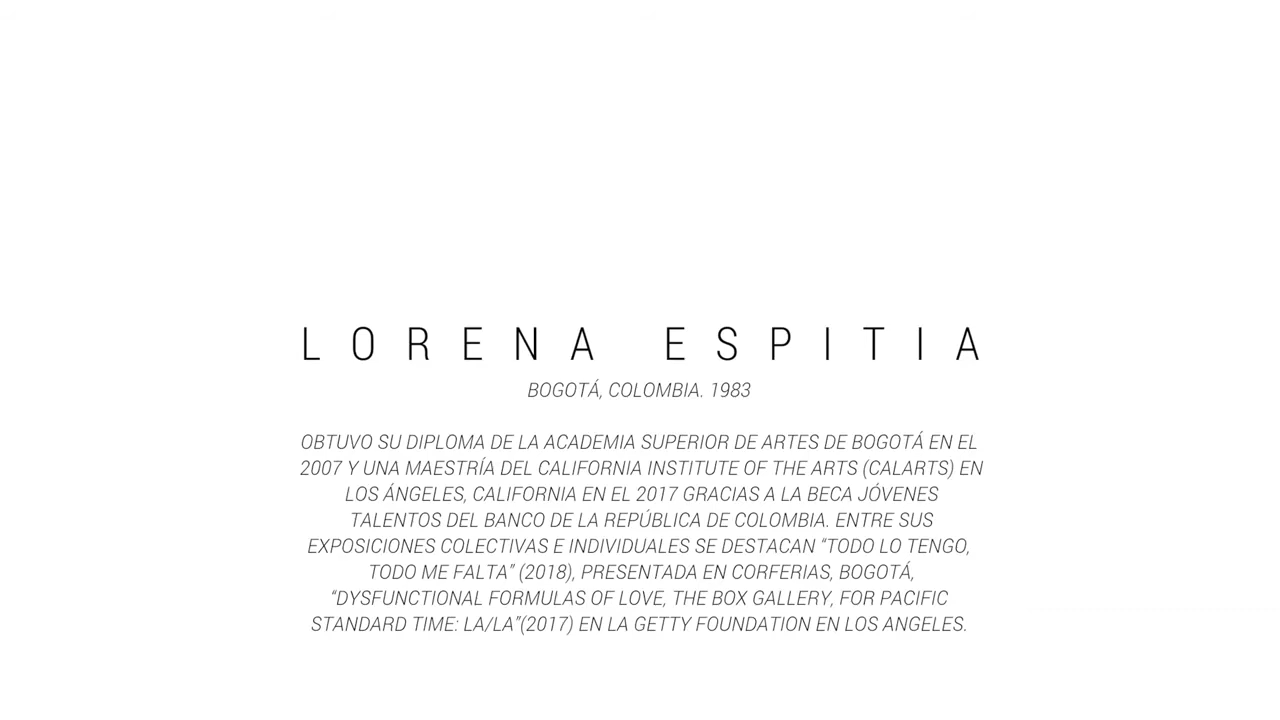 LORENA ESPITIA
BOGOTÁ, COLOMBIA. 1983
OBTUVO SU DIPLOMA DE LA ACADEMIA SUPERIOR DE ARTES DE BOGOTÁ EN EL
2007 Y UNA MAESTRÍA DEL CALIFORNIA INSTITUTE OF THE ARTS (CALARTS) EN
LOS ÁNGELES, CALIFORNIA EN EL 2017 GRACIAS A LA BECA JÓVENES
TALENTOS DEL BANCO DE LA REPÚBLICA DE COLOMBIA. ENTRE SUS
EXPOSICIONES COLECTIVAS E INDIVIDUALES SE DESTACAN “TODO LO TENGO,
TODO ME FALTA” (2018), PRESENTADA EN CORFERIAS, BOGOTÁ,
“DYSFUNCTIONAL FORMULAS OF LOVE, THE BOX GALLERY, FOR PACIFIC
STANDARD TIME: LA/LA”(2017) EN LA GETTY FOUNDATION EN LOS ANGELES.